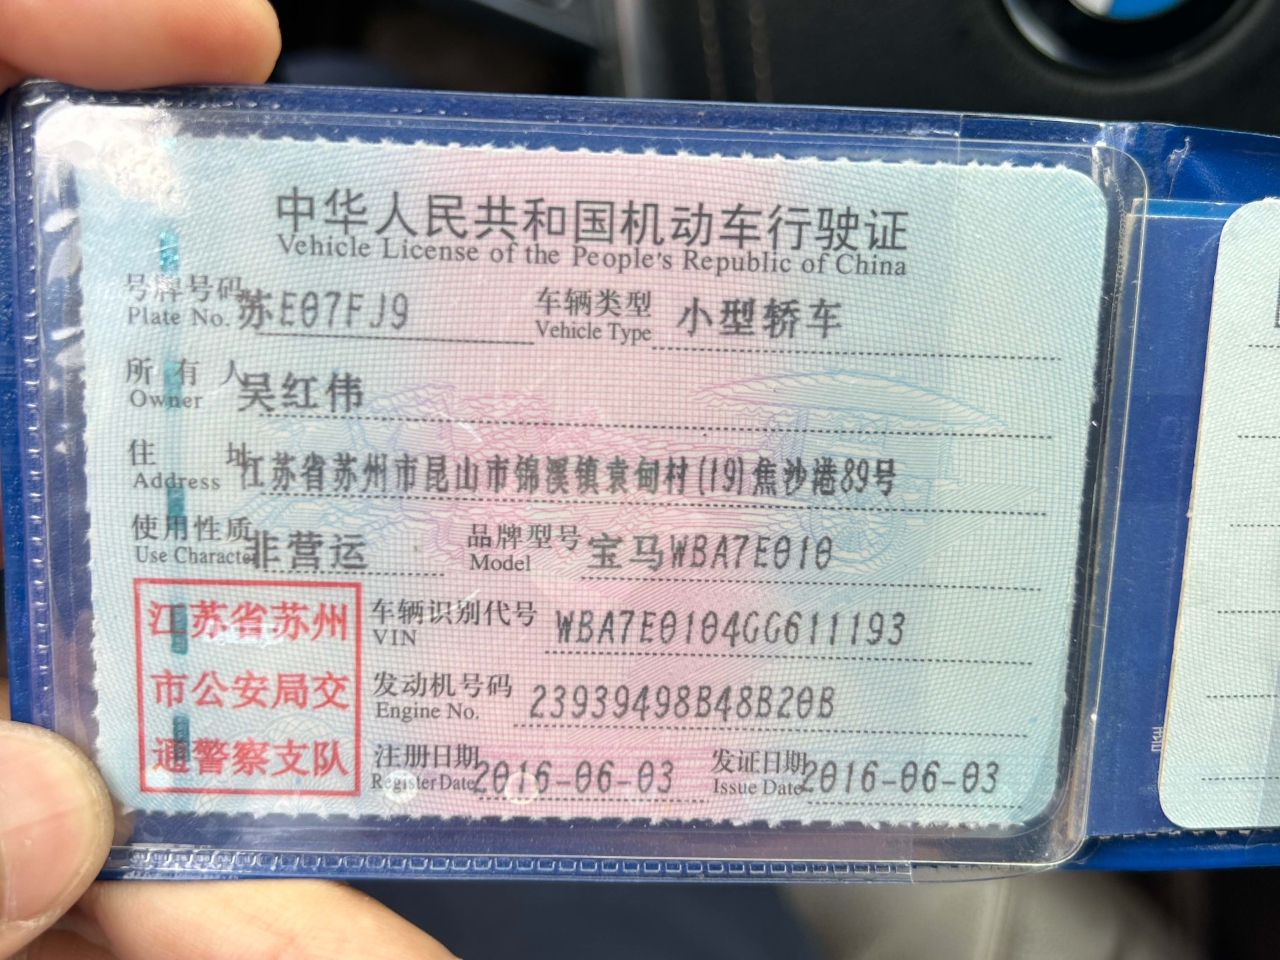 中华人民共和国机动车行驶证
Vehicle License of the People's Republic of China
号牌号码 苏E07FJ9 车辆类型 小型轿车
Plate No. Vehicle Type
所有人 吴红伟
Owner
住址 江苏省苏州市昆山市锦溪镇袁甸村(19)焦沙港89号
Address
使用性质 非营运 品牌型号 宝马WBA7E010
Use Character Model
江苏省苏州
市公安局交
通警察支队
车辆识别代号 WBA7E0104GG611193
VIN
发动机号码 23939498B48B20B
Engine No.
注册日期 2016-06-03 发证日期 2016-06-03
Register Date Issue Date